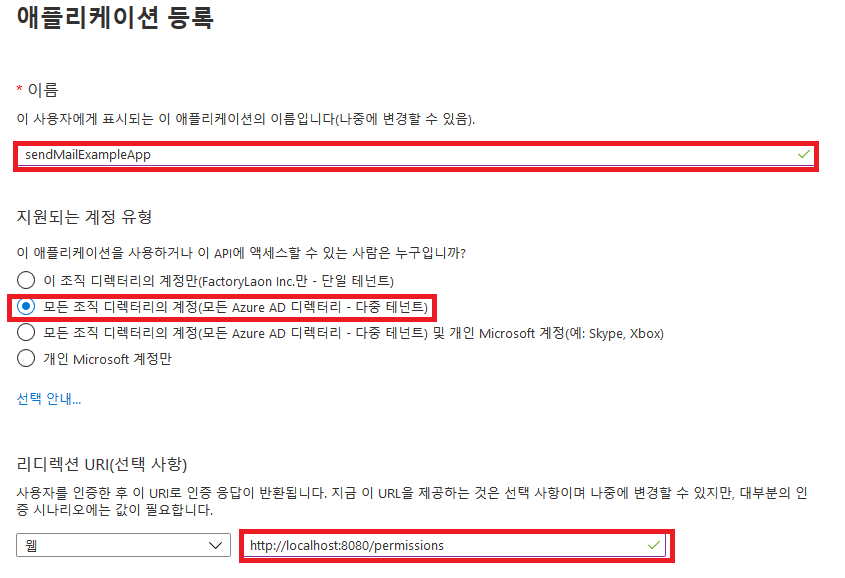 애플리케이션 등록
* 이름
이 사용자에게 표시되는 이 애플리케이션의 이름입니다(나중에 변경할 수 있음).
sendMailExampleApp
지원되는 계정 유형
이 애플리케이션을 사용하거나 이 API에 액세스할 수 있는 사람은 누구입니까?
이 조직 디렉터리의 계정만(FactoryLaon Inc.만 - 단일 테넌트)
모든 조직 디렉터리의 계정(모든 Azure AD 디렉터리 - 다중 테넌트)
모든 조직 디렉터리의 계정(모든 Azure AD 디렉터리 - 다중 테넌트) 및 개인 Microsoft 계정(예: Skype, Xbox)
개인 Microsoft 계정만
선택 안내...
리디렉션 URI(선택 사항)
사용자를 인증한 후 이 URI로 인증 응답이 반환됩니다. 지금 이 URL을 제공하는 것은 선택 사항이며 나중에 변경할 수 있지만, 대부분의 인
증 시나리오에는 값이 필요합니다.
웹
http://localhost:8080/permissions